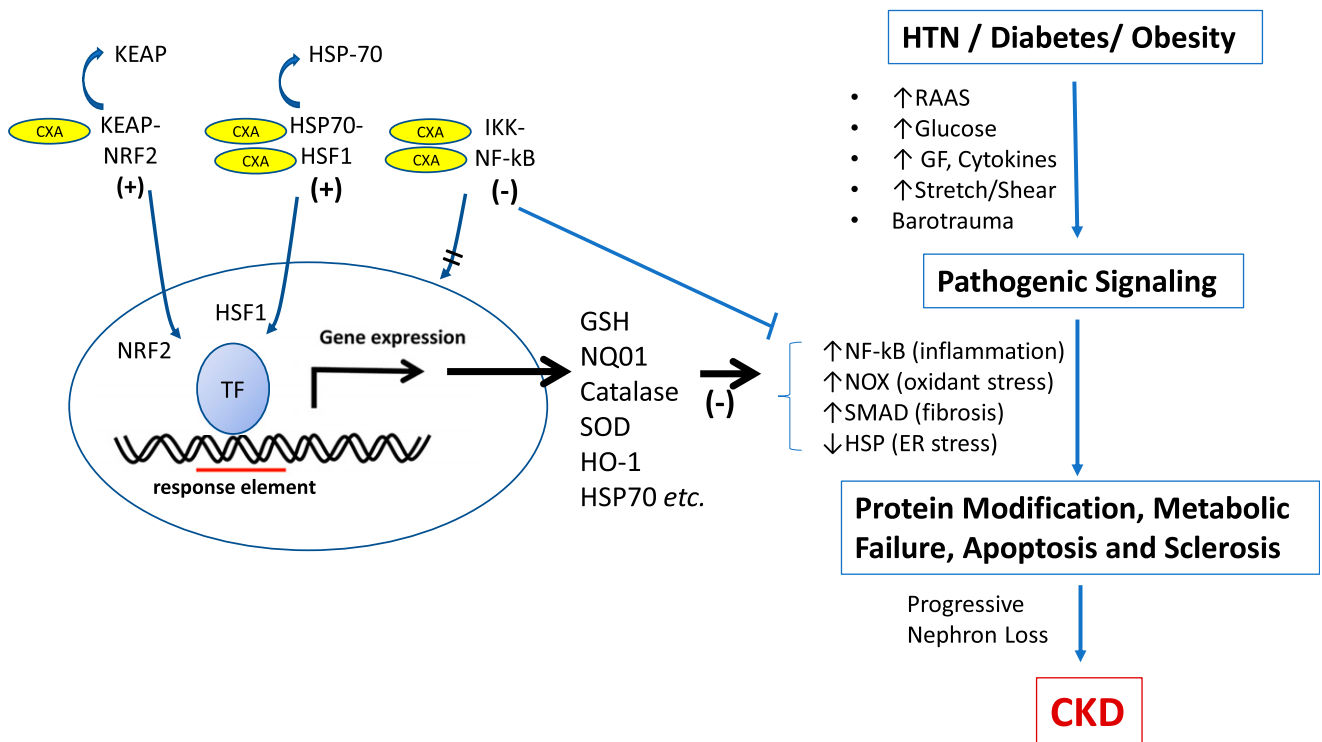 KEAP
HSP-70
CXA
KEAP-
NRF2
(+)
CXA
CXA
HSP70-
HSF1
(+)
CXA
CXA
IKK-
NF-kB
(-)
HSF1
NRF2
TF
Gene expression
response element
GSH
NQ01
Catalase
SOD
HO-1
HSP70 etc.
(-)
HTN / Diabetes/ Obesity
• ↑RAAS
• ↑Glucose
• ↑ GF, Cytokines
• ↑Stretch/Shear
• Barotrauma
Pathogenic Signaling
↑NF-kB (inflammation)
↑NOX (oxidant stress)
↑SMAD (fibrosis)
↓HSP (ER stress)
Protein Modification, Metabolic
Failure, Apoptosis and Sclerosis
Progressive
Nephron Loss
CKD